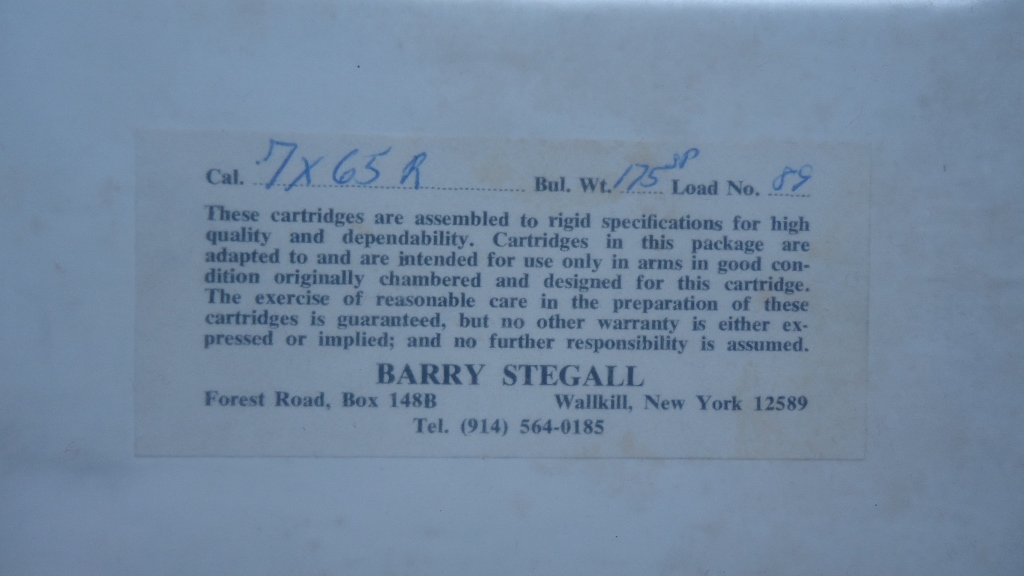 Cal. 7 X 65 R Bul. Wt. 175 SP Load No. 89
These cartridges are assembled to rigid specifications for high
quality and dependability. Cartridges in this package are
adapted to and are intended for use only in arms in good con-
dition originally chambered and designed for this cartridge.
The exercise of reasonable care in the preparation of these
cartridges is guaranteed, but no other warranty is either ex-
pressed or implied; and no further responsibility is assumed.
BARRY STEGALL
Forest Road, Box 148B Wallkill, New York 12589
Tel. (914) 564-0185